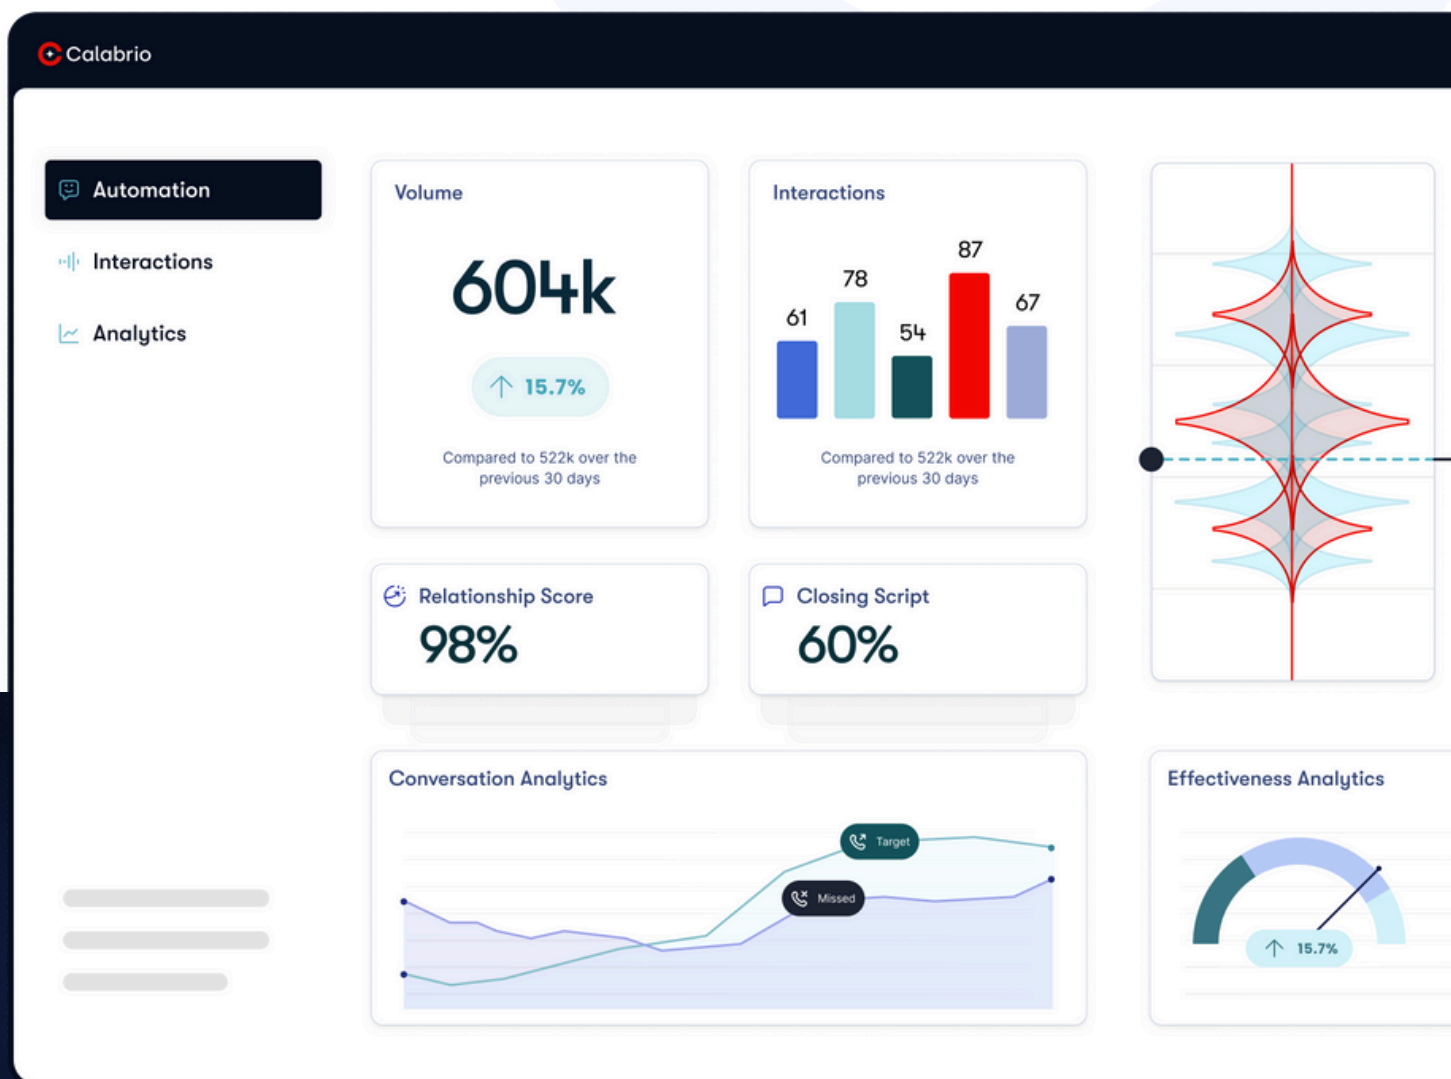 Calabrio
Automation
Interactions
Analytics
Volume
604k
15.7%
Compared to 522k over the
previous 30 days
Interactions
61
78
54
87
67
Compared to 522k over the
previous 30 days
Relationship Score
98%
Closing Script
60%
Conversation Analytics
Target
Missed
Effectiveness Analytics
15.7%